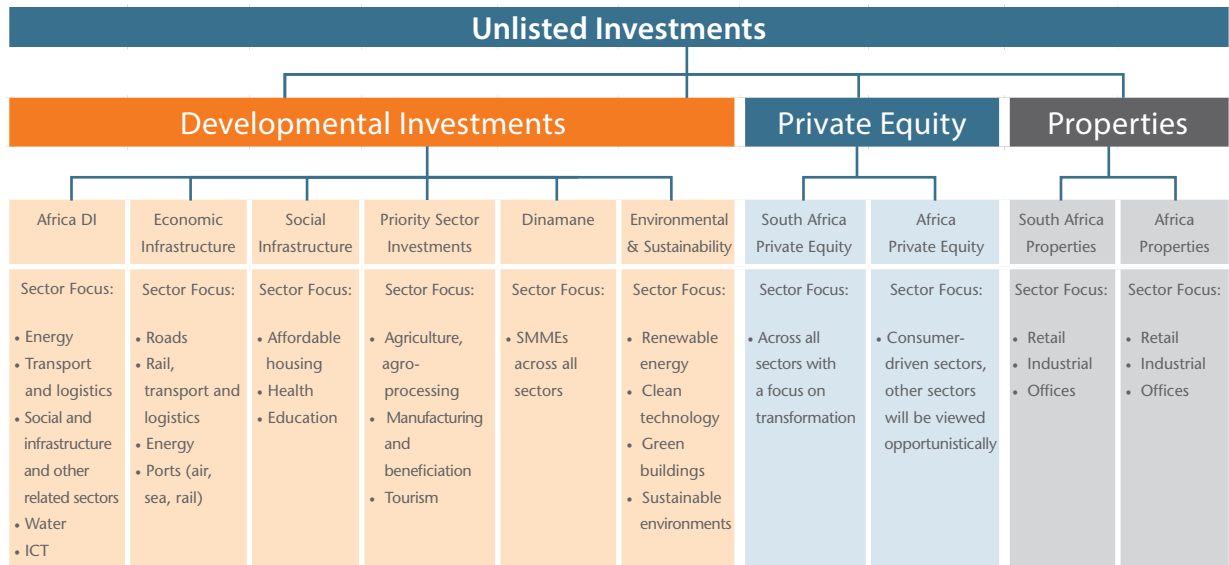 Unlisted Investments
Developmental Investments
Private Equity
Properties
Africa DI
Economic
Infrastructure
Social
Infrastructure
Priority Sector
Investments
Dinamane
Environmental
& Sustainability
South Africa
Private Equity
Africa
Private Equity
South Africa
Properties
Africa
Properties
Sector Focus:
• Energy
• Transport
and logistics
• Social and
infrastructure
and other
related sectors
• Water
• ICT
Sector Focus:
• Roads
• Rail,
transport and
logistics
• Energy
• Ports (air,
sea, rail)
Sector Focus:
• Affordable
housing
• Health
• Education
Sector Focus:
• Agriculture,
agro-
processing
• Manufacturing
and
beneficiation
• Tourism
Sector Focus:
• SMMEs
across all
sectors
Sector Focus:
• Renewable
energy
• Clean
technology
• Green
buildings
• Sustainable
environments
Sector Focus:
• Across all
sectors with
a focus on
transformation
Sector Focus:
• Consumer-
driven sectors,
other sectors
will be viewed
opportunistically
Sector Focus:
• Retail
• Industrial
• Offices
Sector Focus:
• Retail
• Industrial
• Offices